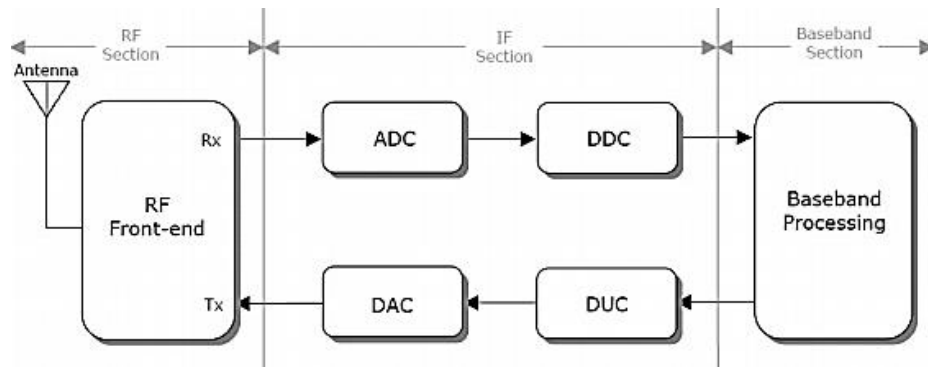 RF
Section
IF
Section
Baseband
Section
Antenna
Rx
ADC
DDC
RF
Front-end
Baseband
Processing
Tx
DAC
DUC